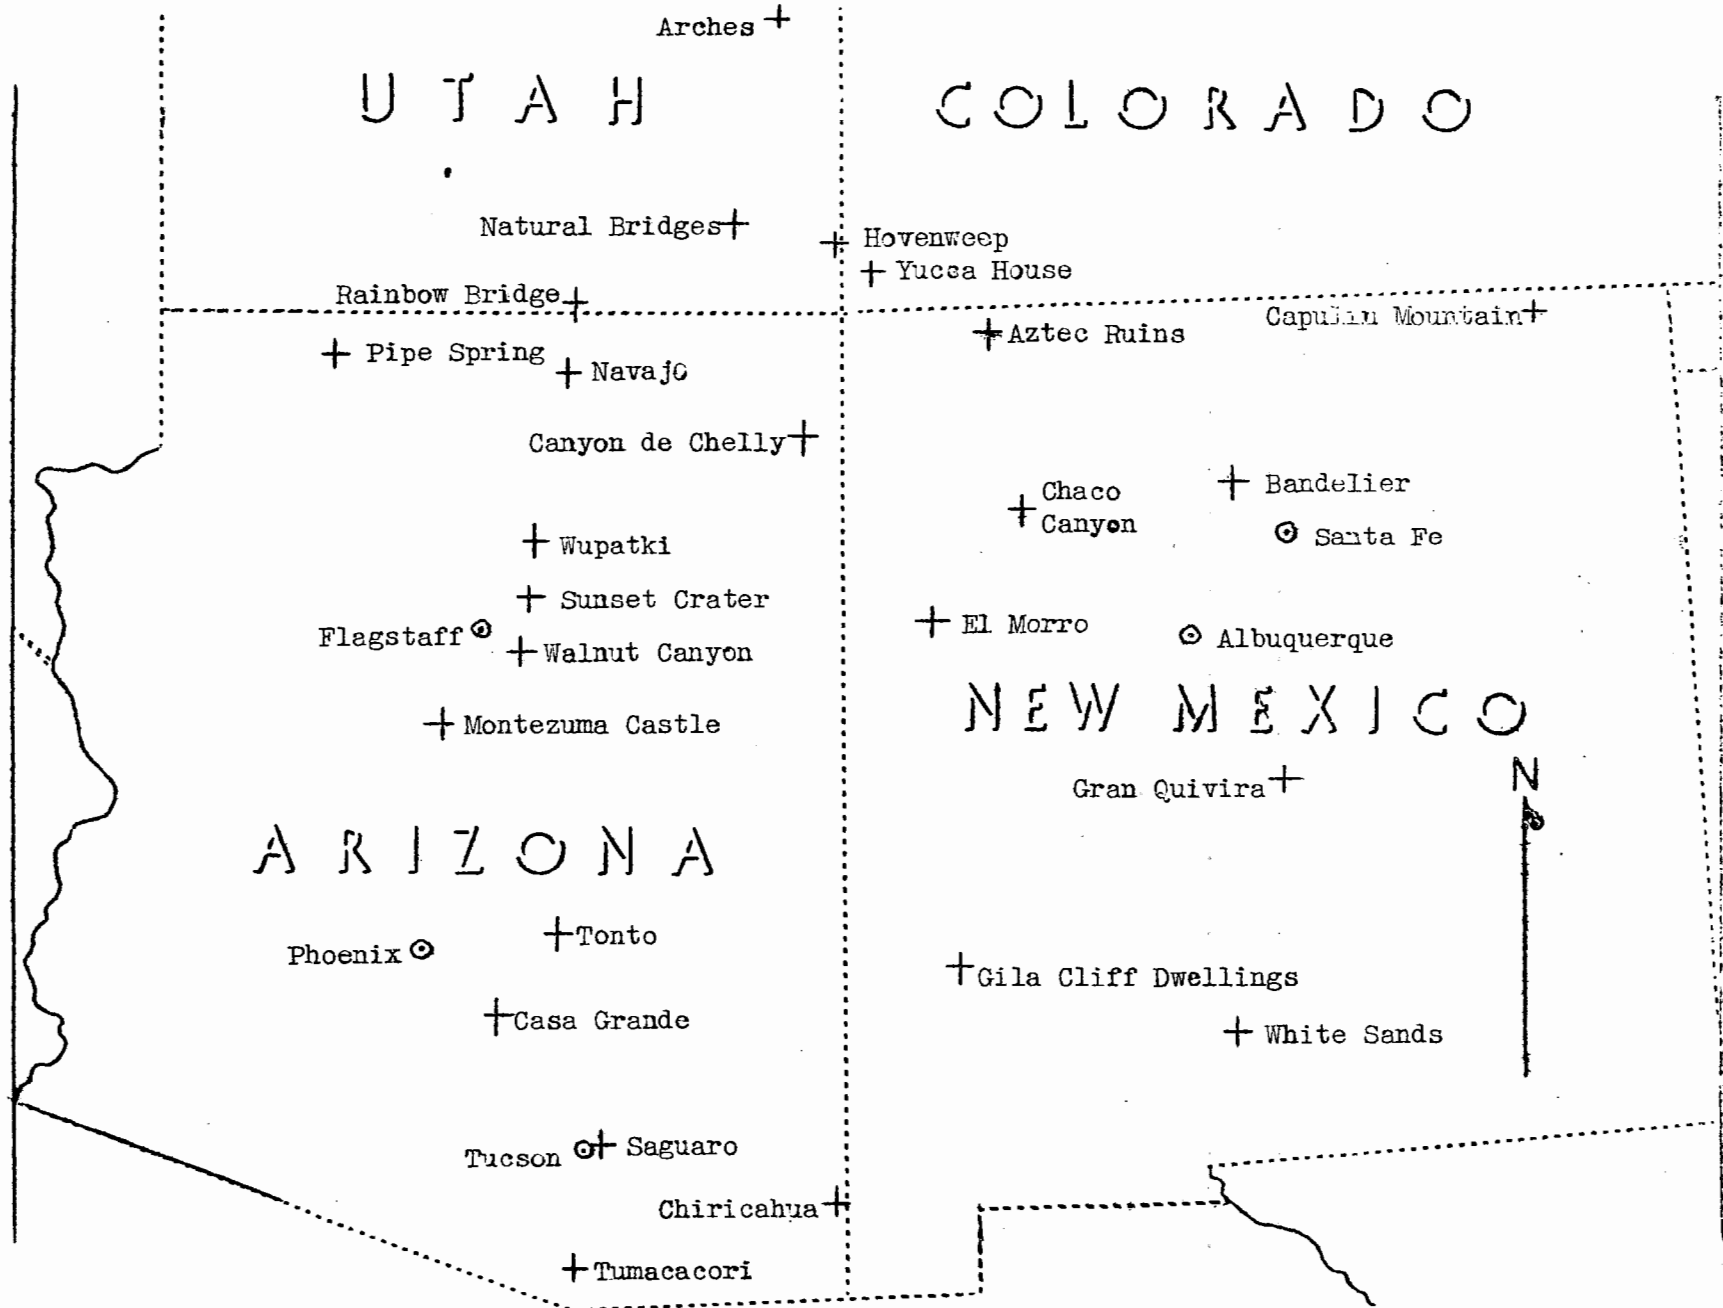 Arches
UTAH
COLORADO
Natural Bridges
Hovenweep
Yucca House
Rainbow Bridge
Capulin Mountain
Aztec Ruins
Pipe Spring
Navajo
Canyon de Chelly
Chaco
Canyon
Bandelier
Santa Fe
Wupatki
Sunset Crater
Flagstaff
Walnut Canyon
El Morro
Albuquerque
Montezuma Castle
NEW MEXICO
N
Gran Quivira
ARIZONA
Tonto
Phoenix
Gila Cliff Dwellings
Casa Grande
White Sands
Tucson
Saguaro
Chiricahua
Tumacacori